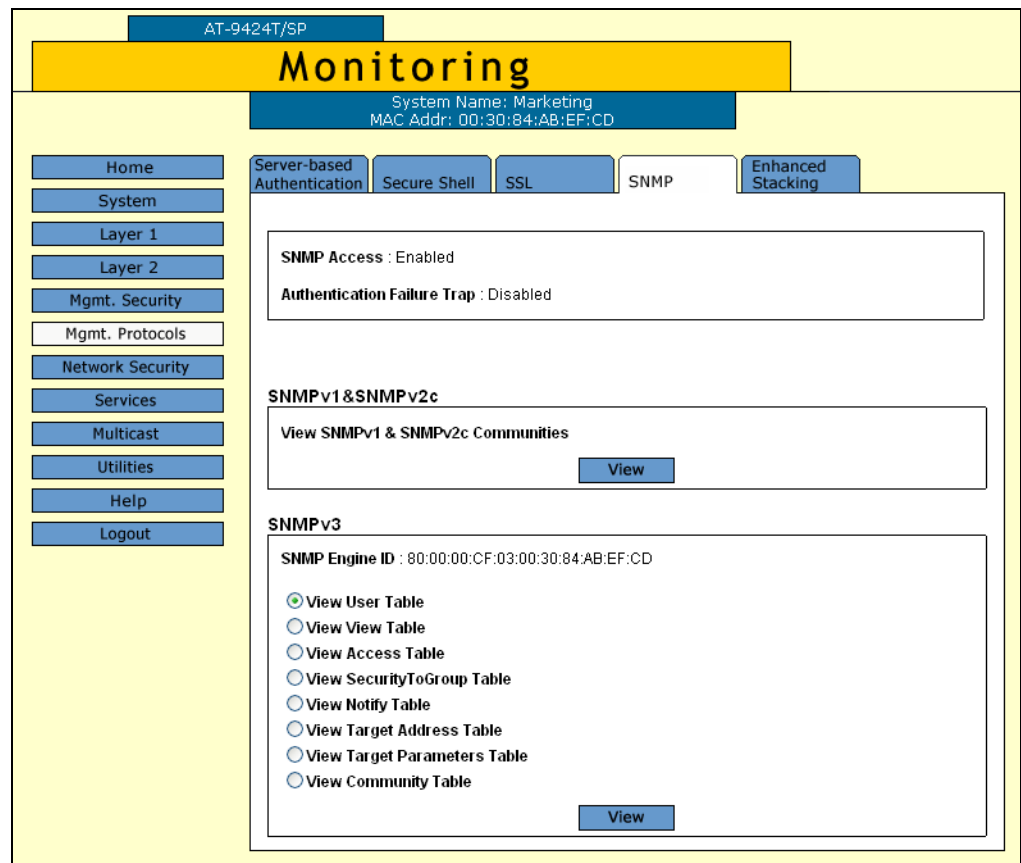 AT-9424T/SP
Monitoring
System Name: Marketing
MAC Addr: 00:30:84:AB:EF:CD
Home
System
Layer 1
Layer 2
Mgmt. Security
Mgmt. Protocols
Network Security
Services
Multicast
Utilities
Help
Logout
Server-based
Authentication
Secure Shell
SSL
SNMP
Enhanced
Stacking
SNMP Access : Enabled
Authentication Failure Trap : Disabled
SNMPv1&SNMPv2c
View SNMPv1 & SNMPv2c Communities
View
SNMPv3
SNMP Engine ID : 80:00:00:CF:03:00:30:84:AB:EF:CD
View User Table
View View Table
View Access Table
View SecurityToGroup Table
View Notify Table
View Target Address Table
View Target Parameters Table
View Community Table
View